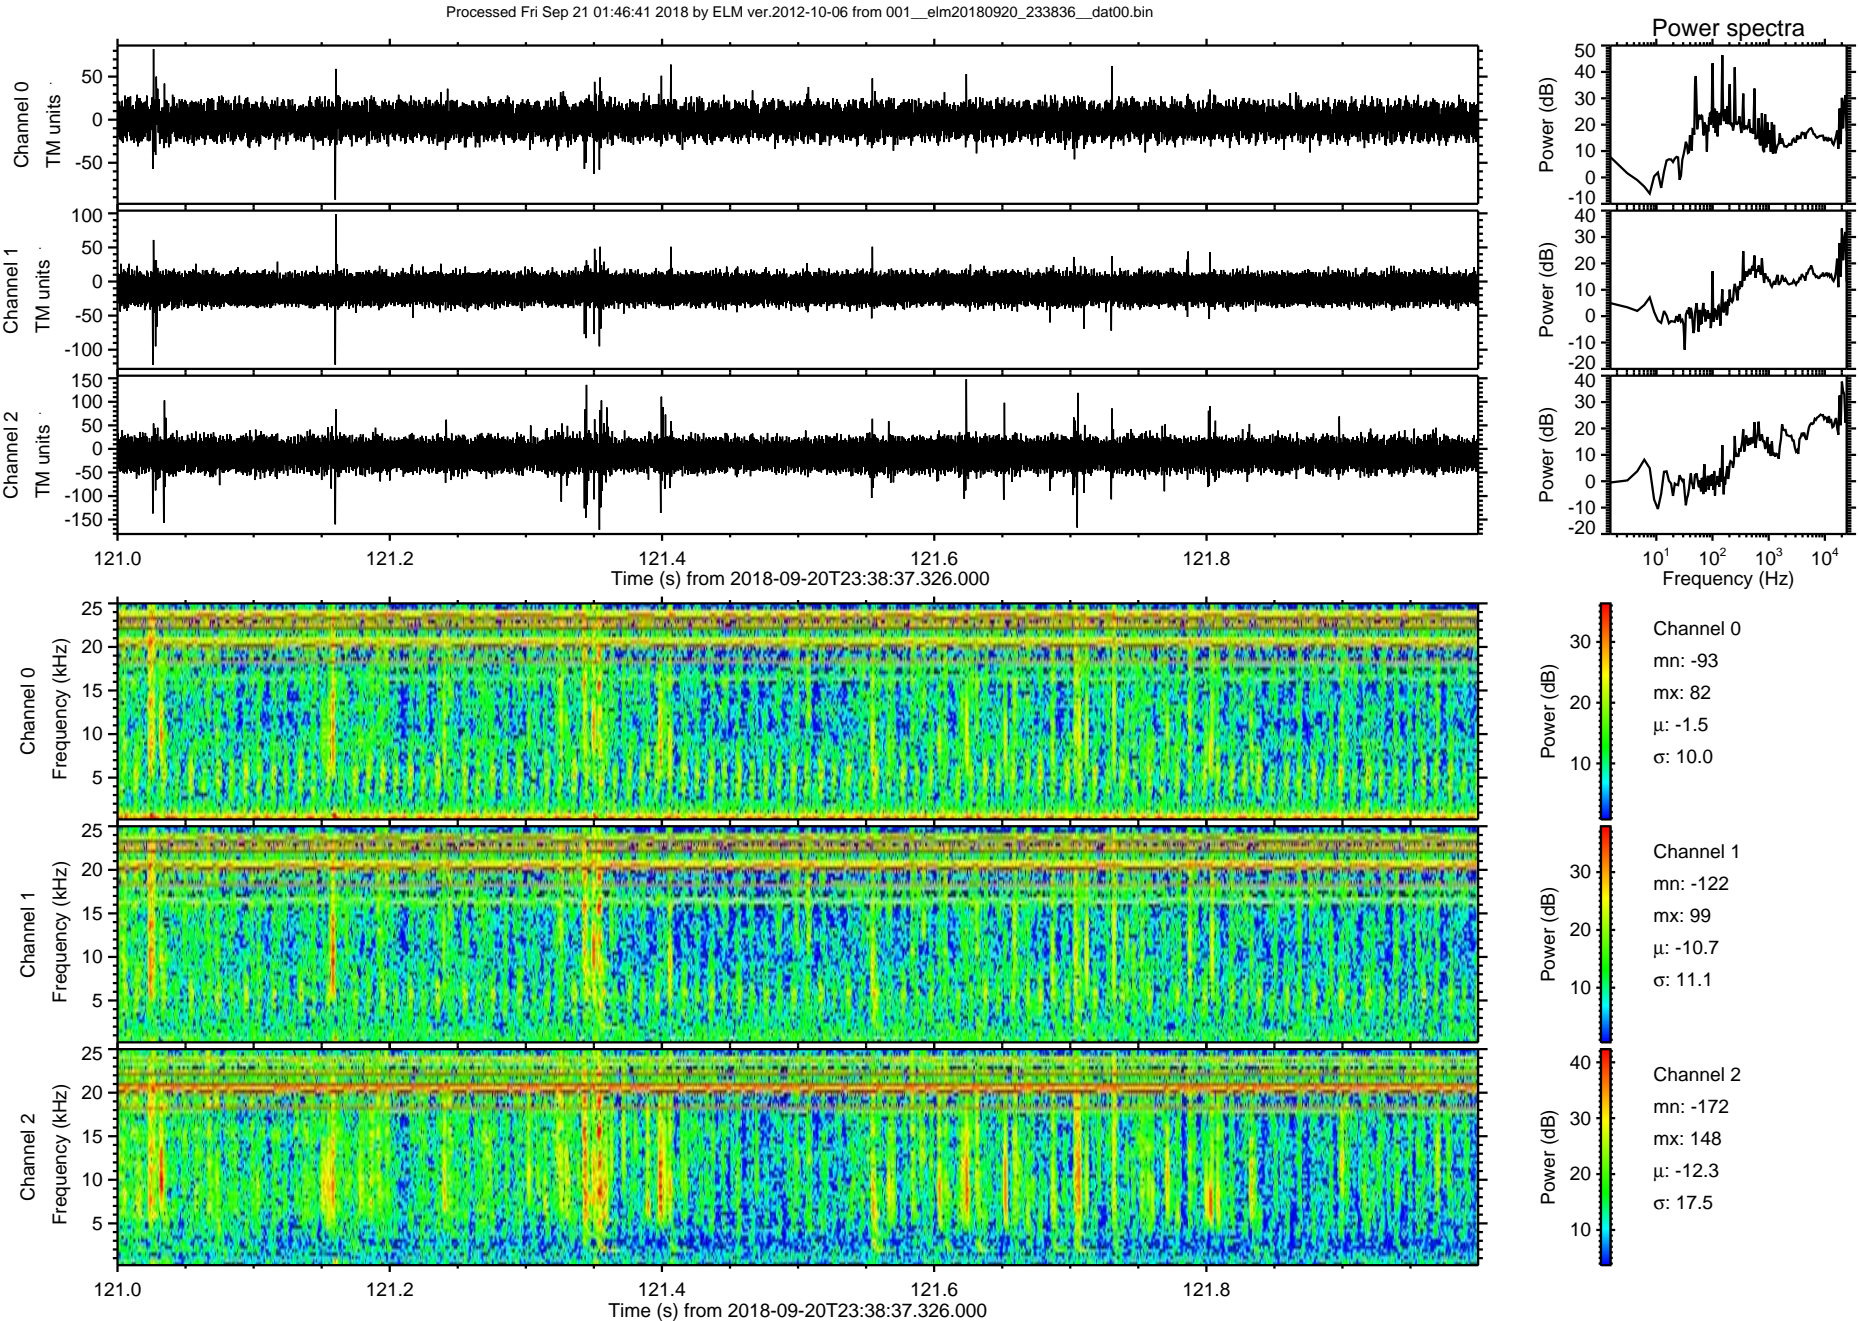 Processed Fri Sep 21 01:46:41 2018 by ELM ver.2012-10-06 from 001__elm20180920_233836__dat00.bin
Power spectra
Channel 0
TM units
50
0
-50
Power (dB)
50
40
30
20
10
0
-10
Channel 1
TM units
100
50
0
-50
-100
Power (dB)
40
30
20
10
0
-10
-20
Channel 2
TM units
150
100
50
0
-50
-100
-150
Power (dB)
40
30
20
10
0
-10
-20
121.0 121.2 121.4 121.6 121.8
Time (s) from 2018-09-20T23:38:37.326.000
10^1 10^2 10^3 10^4
Frequency (Hz)
Channel 0
Frequency (kHz)
25
20
15
10
5
Power (dB)
30
20
10
Channel 0
mn: -93
mx: 82
μ: -1.5
σ: 10.0
Channel 1
Frequency (kHz)
25
20
15
10
5
Power (dB)
30
20
10
Channel 1
mn: -122
mx: 99
μ: -10.7
σ: 11.1
Channel 2
Frequency (kHz)
25
20
15
10
5
Power (dB)
40
30
20
10
Channel 2
mn: -172
mx: 148
μ: -12.3
σ: 17.5
121.0 121.2 121.4 121.6 121.8
Time (s) from 2018-09-20T23:38:37.326.000